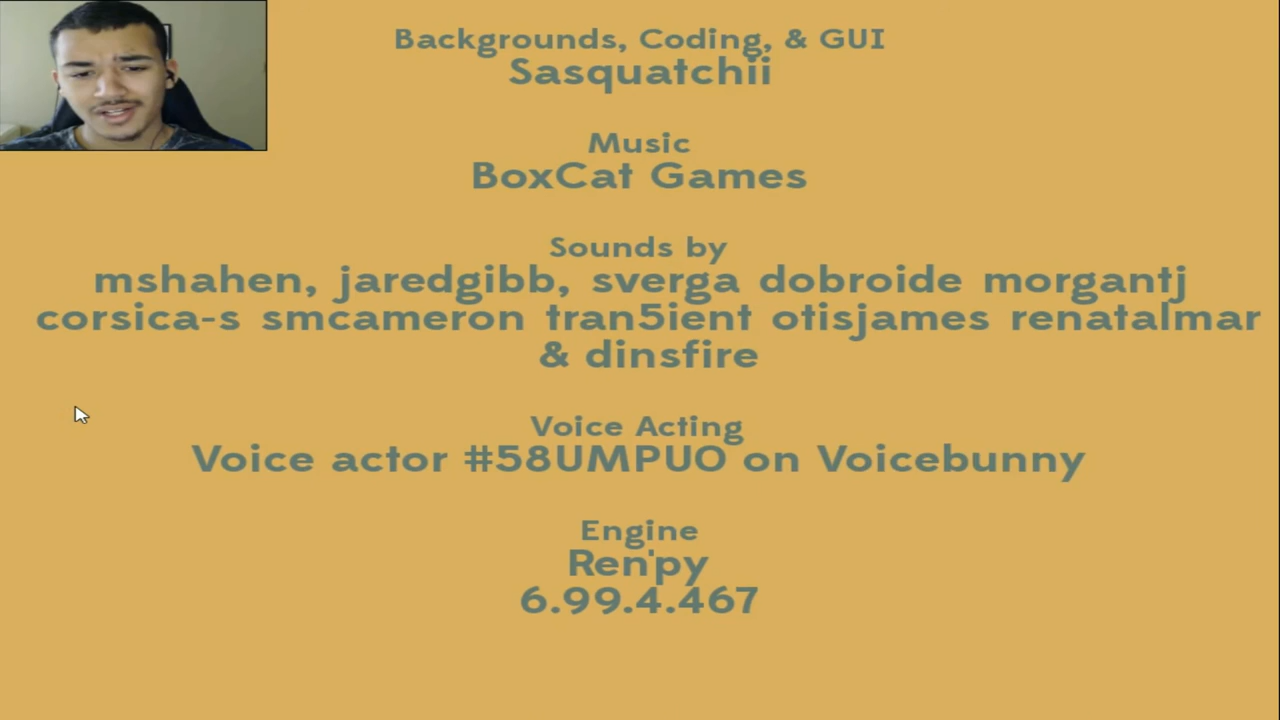 Backgrounds, Coding, & GUI
Sasquatchii
Music
BoxCat Games
Sounds by
mshahen, jaredgibb, sverga dobroide morgantj
corsica-s smcameron tran5ient otisjames renatalmar
& dinsfire
Voice Acting
Voice actor #58UMPUO on Voicebunny
Engine
Ren'py
6.99.4.467